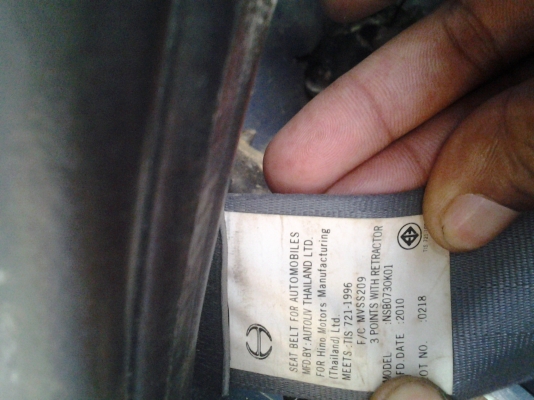 SEAT BELT FOR AUTOMOBILES
MFD BY : AUTOLIV THAILAND LTD.
FOR Hino Motors Manufacturing
(Thailand) Ltd.
MEETS : TIS 721-1996
F/C MVSS209
3 POINTS WITH RETRACTOR
MODEL :NSB0730K01
FD DATE :2010
OT NO. :0218